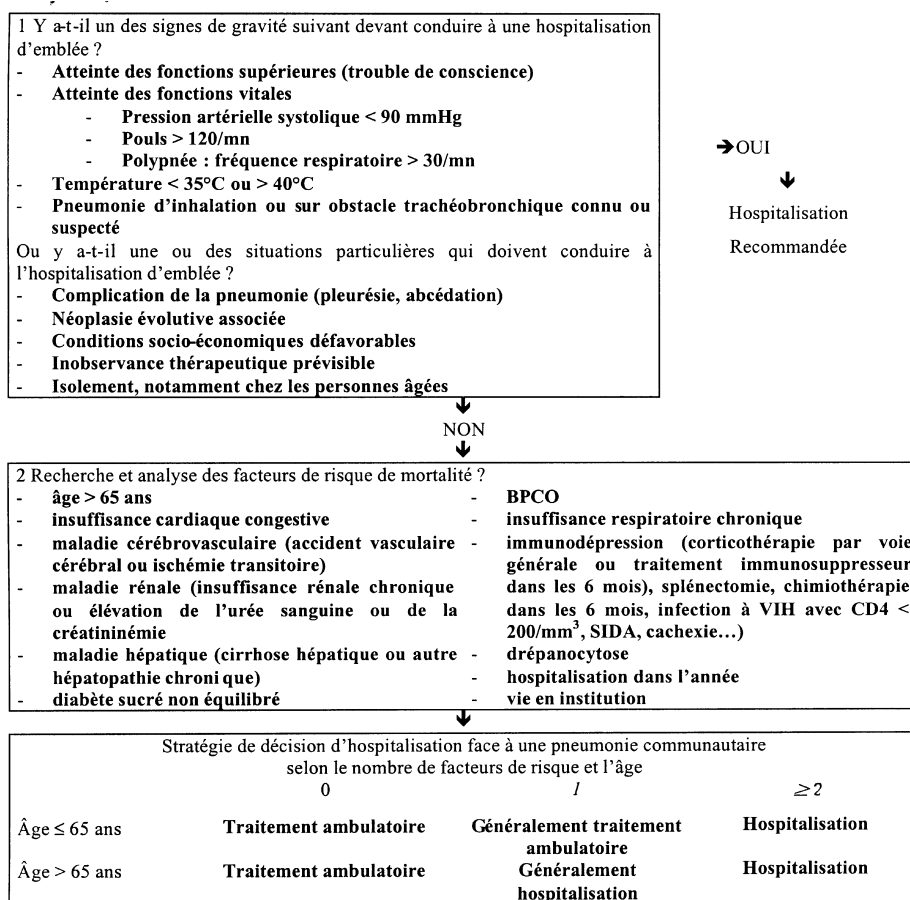 1 Y a-t-il un des signes de gravité suivant devant conduire à une hospitalisation
d'emblée ?
- Atteinte des fonctions supérieures (trouble de conscience)
- Atteinte des fonctions vitales
- Pression artérielle systolique < 90 mmHg
- Pouls > 120/mn
- Polypnée : fréquence respiratoire > 30/mn
- Température < 35°C ou > 40°C
- Pneumonie d'inhalation ou sur obstacle trachéobronchique connu ou
suspecté
Ou y a-t-il une ou des situations particulières qui doivent conduire à
l'hospitalisation d'emblée ?
- Complication de la pneumonie (pleurésie, abcédation)
- Néoplasie évolutive associée
- Conditions socio-économiques défavorables
- Inobservance thérapeutique prévisible
- Isolement, notamment chez les personnes âgées
➔OUI
Hospitalisation
Recommandée
NON
2 Recherche et analyse des facteurs de risque de mortalité ?
- âge > 65 ans
- insuffisance cardiaque congestive
- maladie cérébrovasculaire (accident vasculaire
cérébral ou ischémie transitoire)
- maladie rénale (insuffisance rénale chronique
ou élévation de l'urée sanguine ou de la
créatininémie
- maladie hépatique (cirrhose hépatique ou autre
hépatopathie chronique)
- diabète sucré non équilibré
- BPCO
- insuffisance respiratoire chronique
- immunodépression (corticothérapie par voie
générale ou traitement immunosuppresseur
dans les 6 mois), splénectomie, chimiothérapie
dans les 6 mois, infection à VIH avec CD4 <
200/mm³, SIDA, cachexie…)
- drépanocytose
- hospitalisation dans l'année
- vie en institution
Stratégie de décision d'hospitalisation face à une pneumonie communautaire
selon le nombre de facteurs de risque et l'âge
0 1 ≥2
Âge ≤ 65 ans Traitement ambulatoire Généralement traitement Hospitalisation
ambulatoire
Âge > 65 ans Traitement ambulatoire Généralement Hospitalisation
hospitalisation